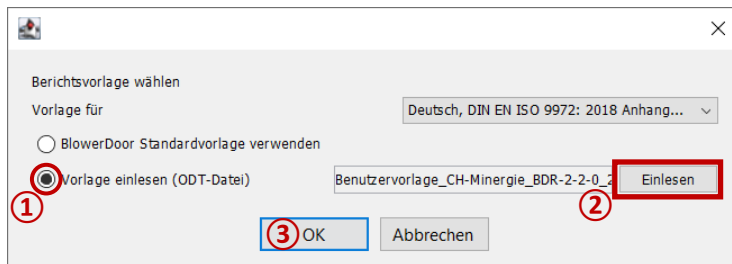 Berichtsvorlage wählen
Vorlage für Deutsch, DIN EN ISO 9972: 2018 Anhang...
BlowerDoor Standardvorlage verwenden
Vorlage einlesen (ODT-Datei) Benutzervorlage_CH-Minergie_BDR-2-2-0_2 Einlesen
1 2
3 OK Abbrechen